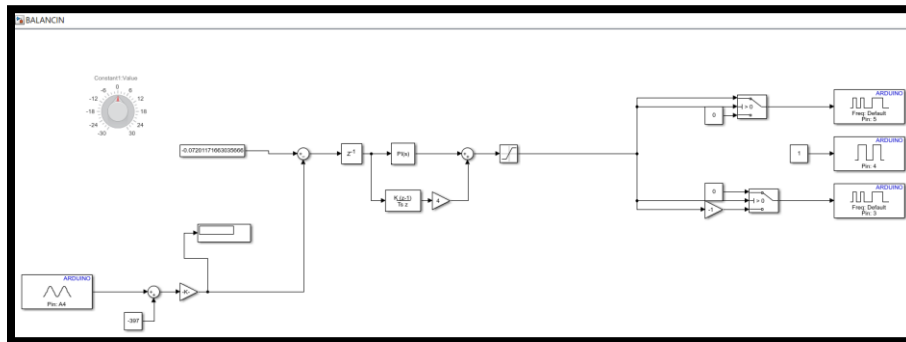 BALANCIN
Constant1:Value
-6 0 6
-12 12
-18 18
-24 24
-30 30
-0.07201171663035666
Z-1
PI(s)
K (z-1)
Ts z
4
-K-
-397
ARDUINO
Pin: A4
0
> 0
ARDUINO
Freq: Default
Pin: 5
1
ARDUINO
Pin: 4
0
> 0
-1
ARDUINO
Freq: Default
Pin: 3